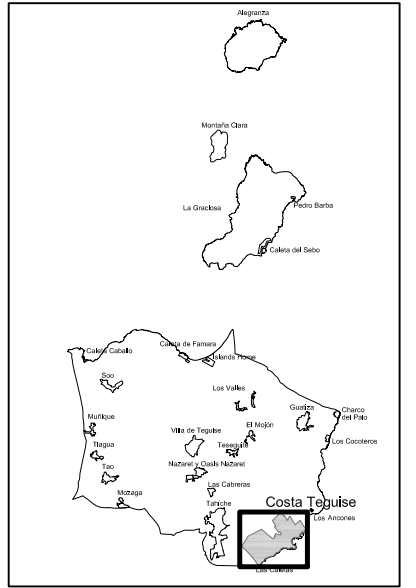 Alegranza
Montaña Clara
La Graciosa
Pedro Barba
Caleta del Sebo
Caleta Caballo
Caleta de Famara
Islands Home
Soo
Los Valles
Guatiza
Charco
del Palo
Muñique
Villa de Teguise
El Mojón
Los Cocoteros
Tiagua
Teseguite
Nazaret y Oasis Nazaret
Tao
Las Cabreras
Mozaga
Tahiche
Costa Teguise
Los Ancones
Las Caletas